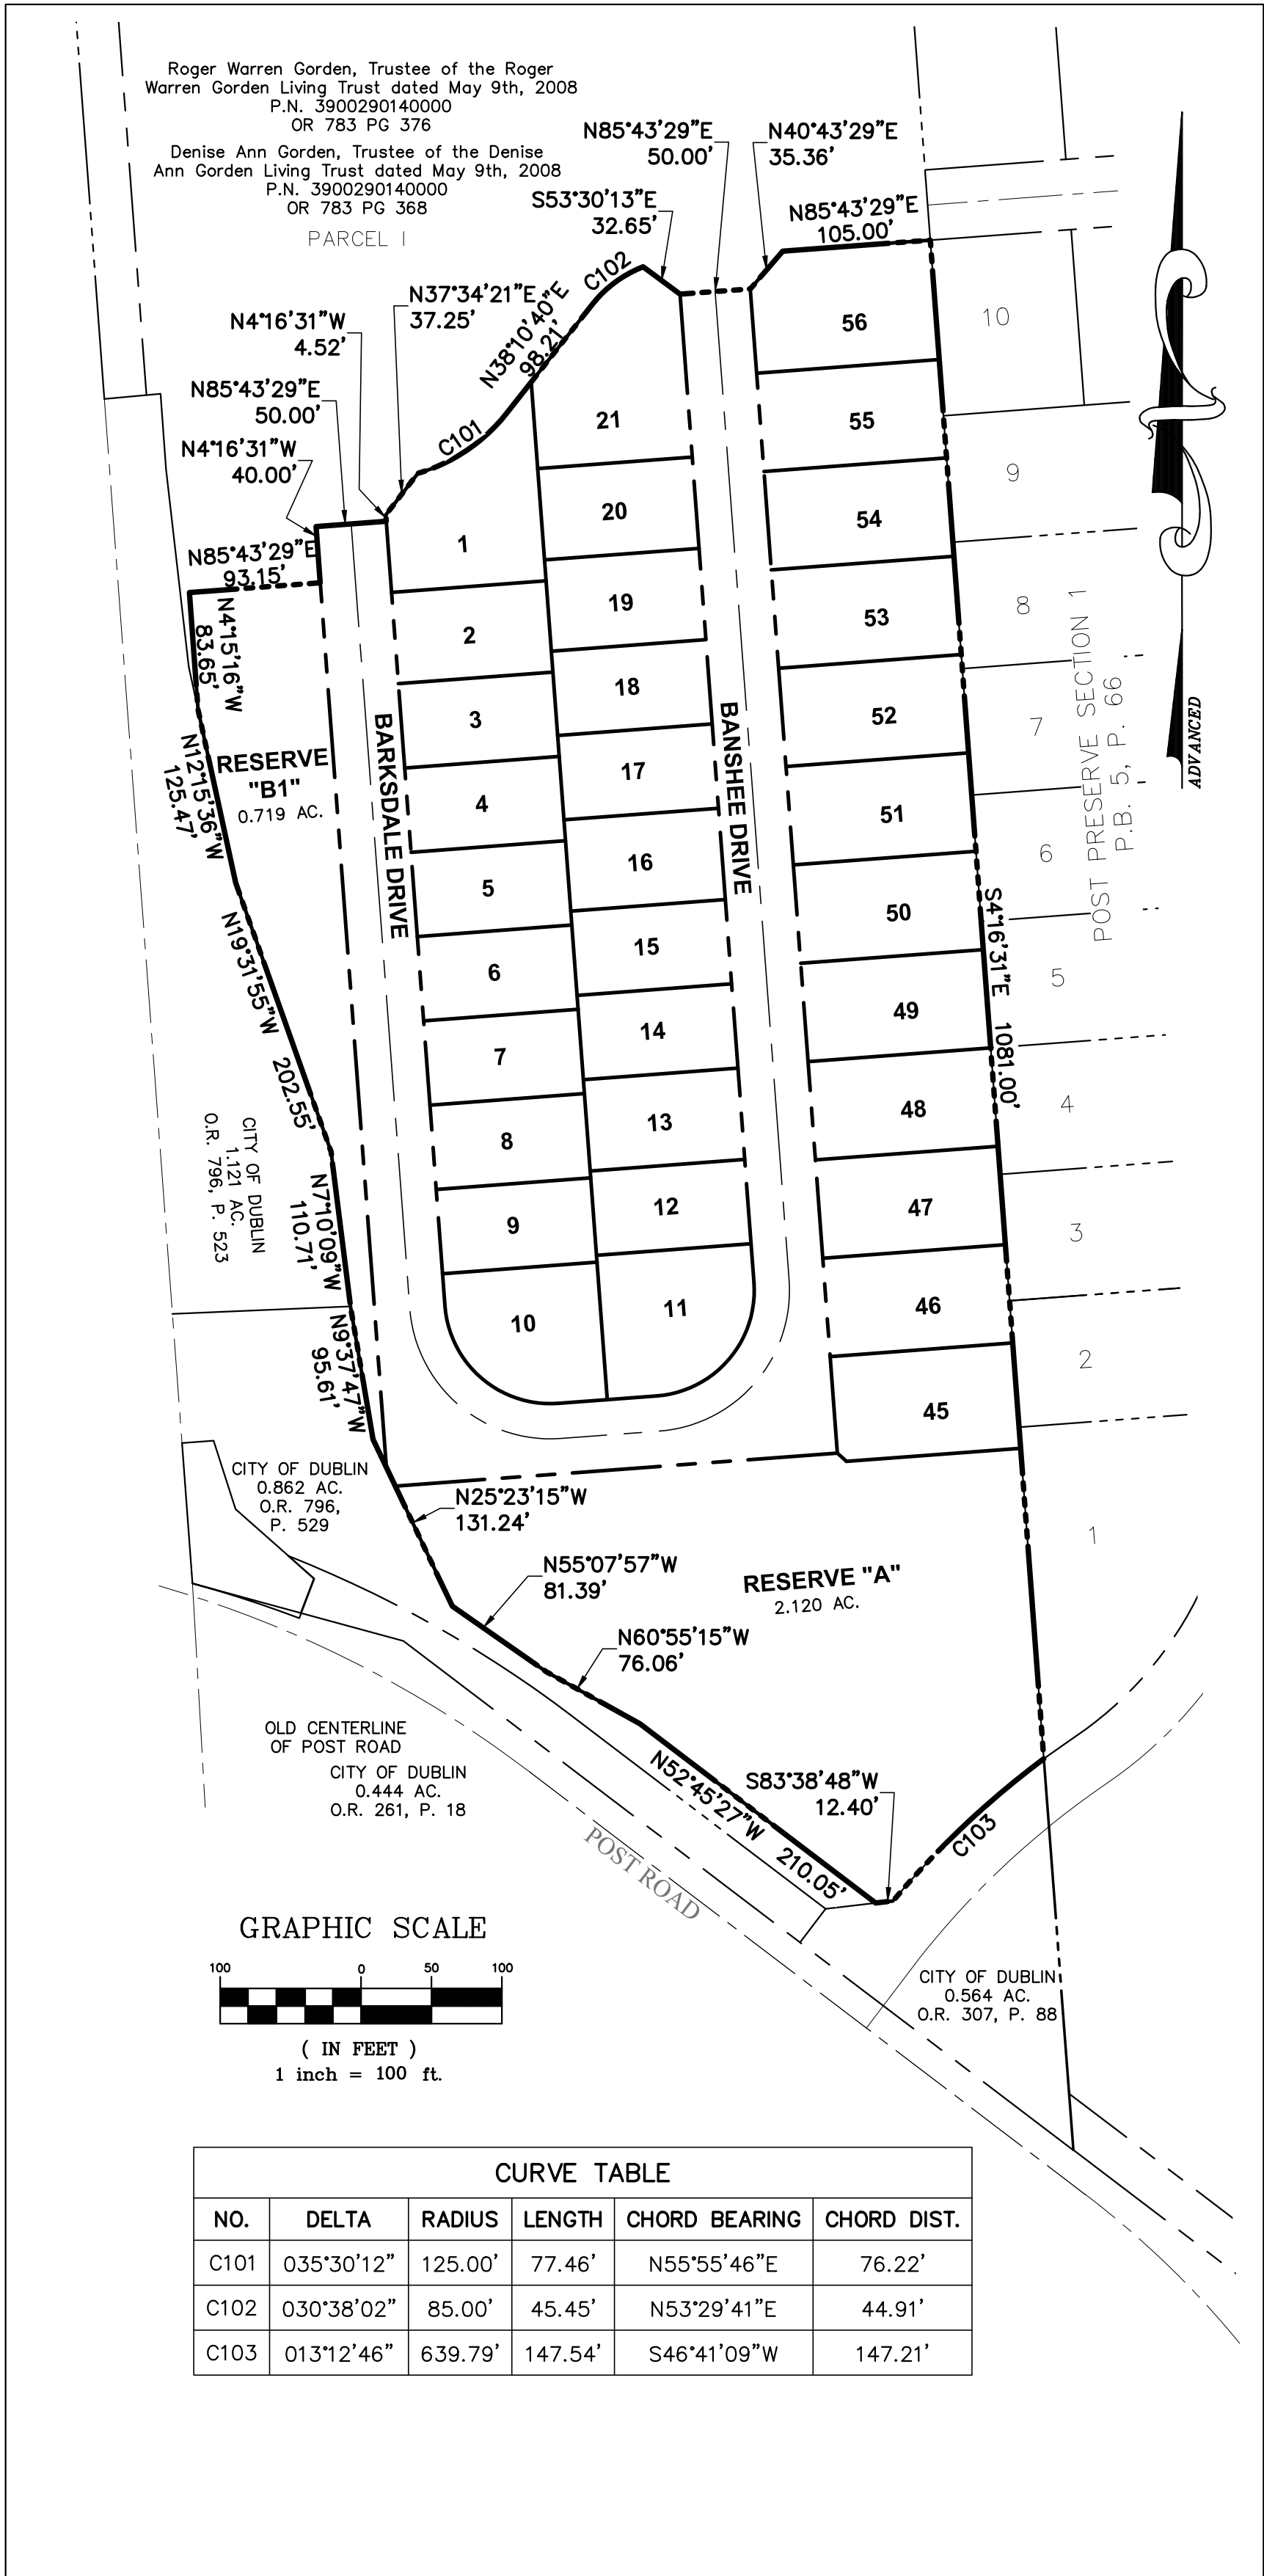 Roger Warren Gorden, Trustee of the Roger
Warren Gorden Living Trust dated May 9th, 2008
P.N. 3900290140000
OR 783 PG 376
Denise Ann Gorden, Trustee of the Denise
Ann Gorden Living Trust dated May 9th, 2008
P.N. 3900290140000
OR 783 PG 368
PARCEL I
N85°43'29"E
50.00'
N40°43'29"E
35.36'
S53°30'13"E
32.65'
N85°43'29"E
105.00'
C102
N37°34'21"E
37.25'
N38°10'40"E
98.21'
N4°16'31"W
4.52'
N85°43'29"E
50.00'
N4°16'31"W
40.00'
C101
N85°43'29"E
93.15'
N4°15'16"W
83.65'
56
55
54
53
52
51
50
49
48
47
46
45
21
20
19
18
17
16
15
14
13
12
11
1
2
3
4
5
6
7
8
9
10
10
9
8
7
6
5
4
3
2
1
BARKSDALE DRIVE
BANSHEE DRIVE
POST PRESERVE SECTION 1
P.B. 5, P. 66
ADVANCED
S4°16'31"E 1081.00'
RESERVE
"B1"
0.719 AC.
N12°15'36"W
125.47'
N19°31'55"W 202.55'
CITY OF DUBLIN
1.121 AC.
O.R. 796, P. 523
N7°10'09"W
110.71'
N9°37'47"W
95.61'
CITY OF DUBLIN
0.862 AC.
O.R. 796,
P. 529
N25°23'15"W
131.24'
N55°07'57"W
81.39'
RESERVE "A"
2.120 AC.
N60°55'15"W
76.06'
OLD CENTERLINE
OF POST ROAD
CITY OF DUBLIN
0.444 AC.
O.R. 261, P. 18
N52°45'27"W 210.05'
S83°38'48"W
12.40'
C103
POST ROAD
CITY OF DUBLIN
0.564 AC.
O.R. 307, P. 88
GRAPHIC SCALE
100 0 50 100
( IN FEET )
1 inch = 100 ft.
CURVE TABLE
NO. DELTA RADIUS LENGTH CHORD BEARING CHORD DIST.
C101 035°30'12" 125.00' 77.46' N55°55'46"E 76.22'
C102 030°38'02" 85.00' 45.45' N53°29'41"E 44.91'
C103 013°12'46" 639.79' 147.54' S46°41'09"W 147.21'